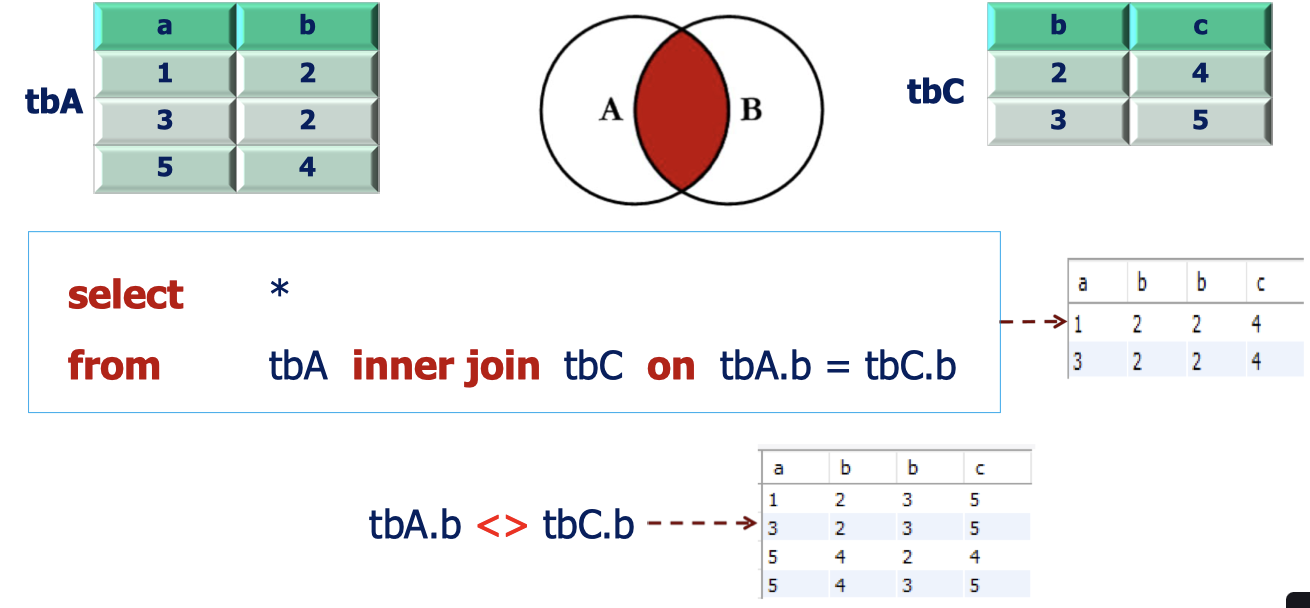 tbA
a b
1 2
3 2
5 4
A B
tbC
b c
2 4
3 5
select *
from tbA inner join tbC on tbA.b = tbC.b
a b b c
1 2 2 4
3 2 2 4
tbA.b <> tbC.b
a b b c
1 2 3 5
3 2 3 5
5 4 2 4
5 4 3 5